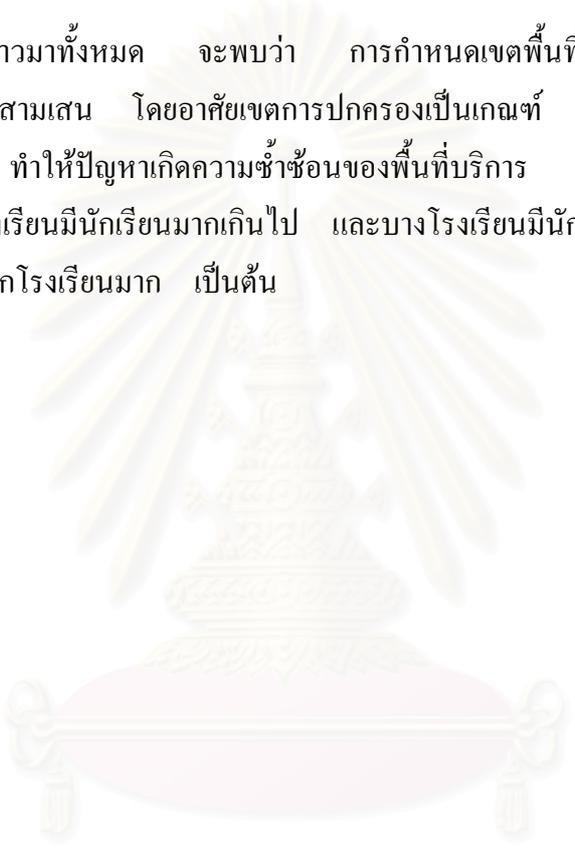 าวมาทั้งหมด จะพบว่า การกำหนดเขตพื้นที่
สามเสน โดยอาศัยเขตการปกครองเป็นเกณฑ์
ทำให้ปัญหาเกิดความซ้ำซ้อนของพื้นที่บริการ
งเรียนมีนักเรียนมากเกินไป และบางโรงเรียนมีนัก
กโรงเรียนมาก เป็นต้น